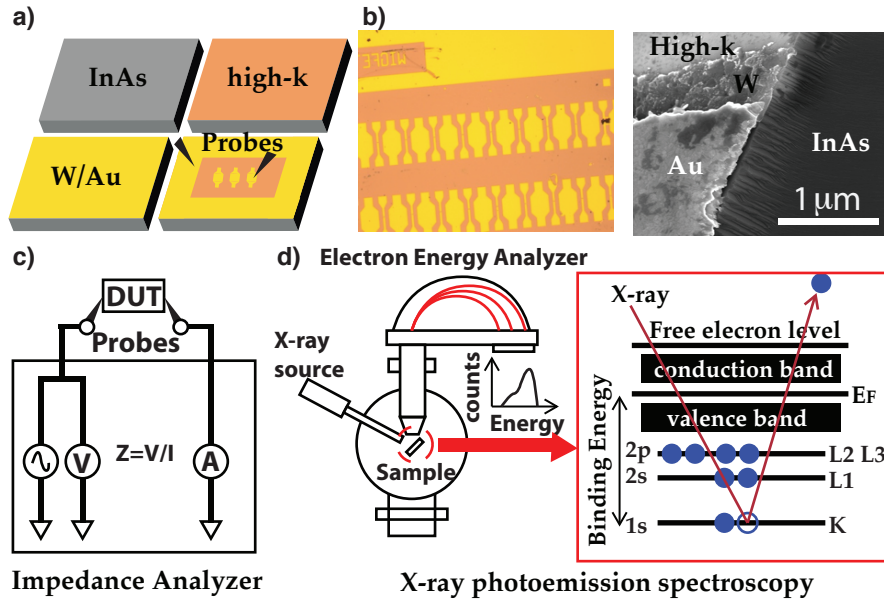 a)
InAs
high-k
W/Au
Probes
b)
WIGFE
High-k
W
Au
InAs
1 μm
c)
DUT
Probes
V
Z=V/I
A
Impedance Analyzer
d) Electron Energy Analyzer
X-ray
source
counts
Energy
Sample
X-ray photoemission spectroscopy
X-ray
Free elecron level
conduction band
EF
valence band
Binding Energy
2p
L2 L3
2s
L1
1s
K